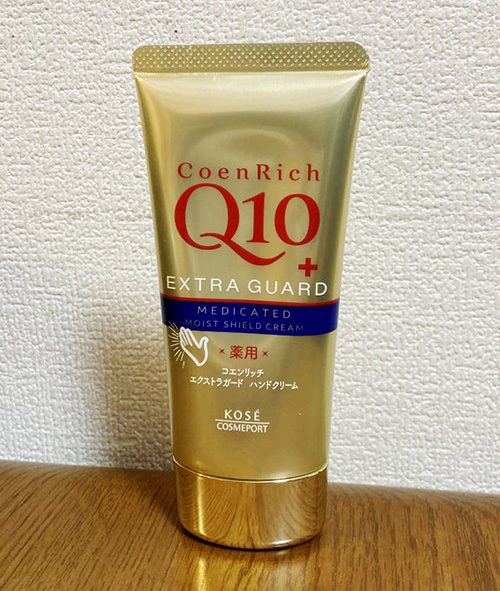 CoenRich
Q10
+
EXTRA GUARD
MEDICATED
MOIST SHIELD CREAM
×薬用×
コエンリッチ
エクストラガード ハンドクリーム
KOSÉ
COSMEPORT